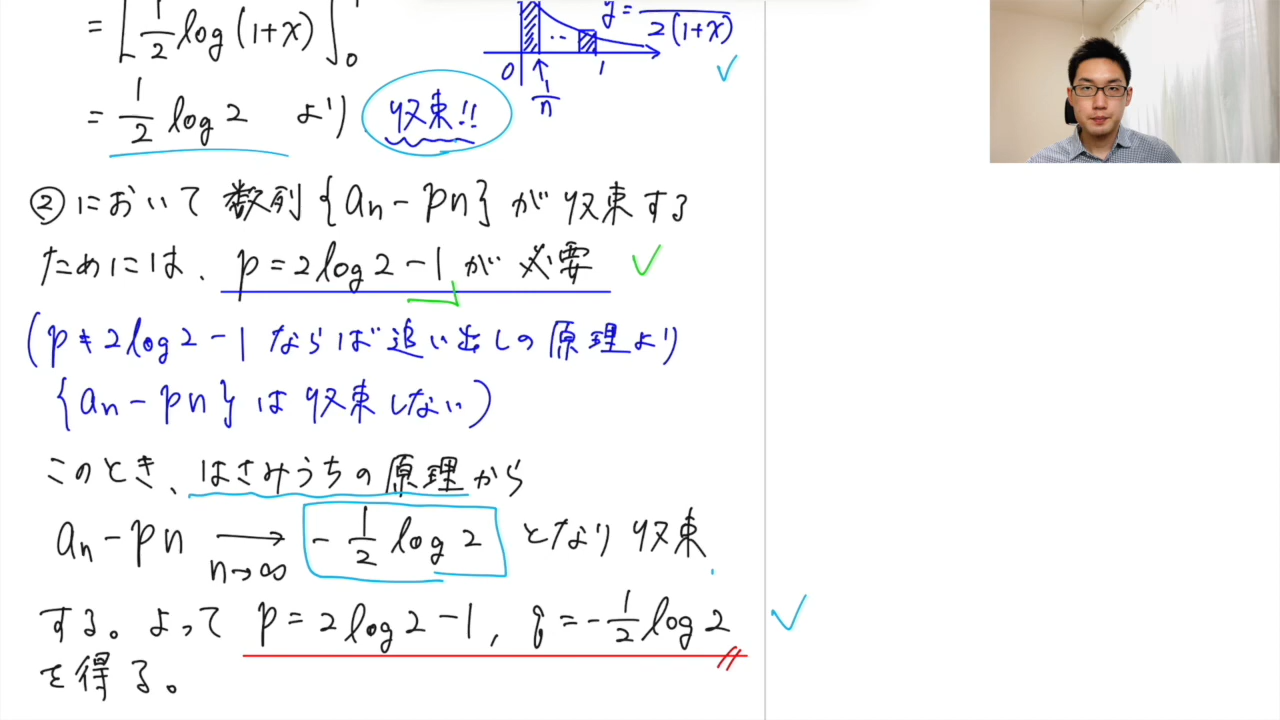 = [1/2 log (1+x)]₀
y = 2(1+x)
0 1/n 1
= 1/2 log 2 より 収束!!
②において 数列{an − pn}が収束する
ためには、p = 2log2 − 1 が必要
(p ≠ 2log2 − 1 ならば追い出しの原理より
{an − pn}は収束しない)
このとき、はさみうちの原理から
an − pn → n→∞ − 1/2 log 2 となり収束
する。よって p = 2log2 − 1, q = − 1/2 log 2
を得る。